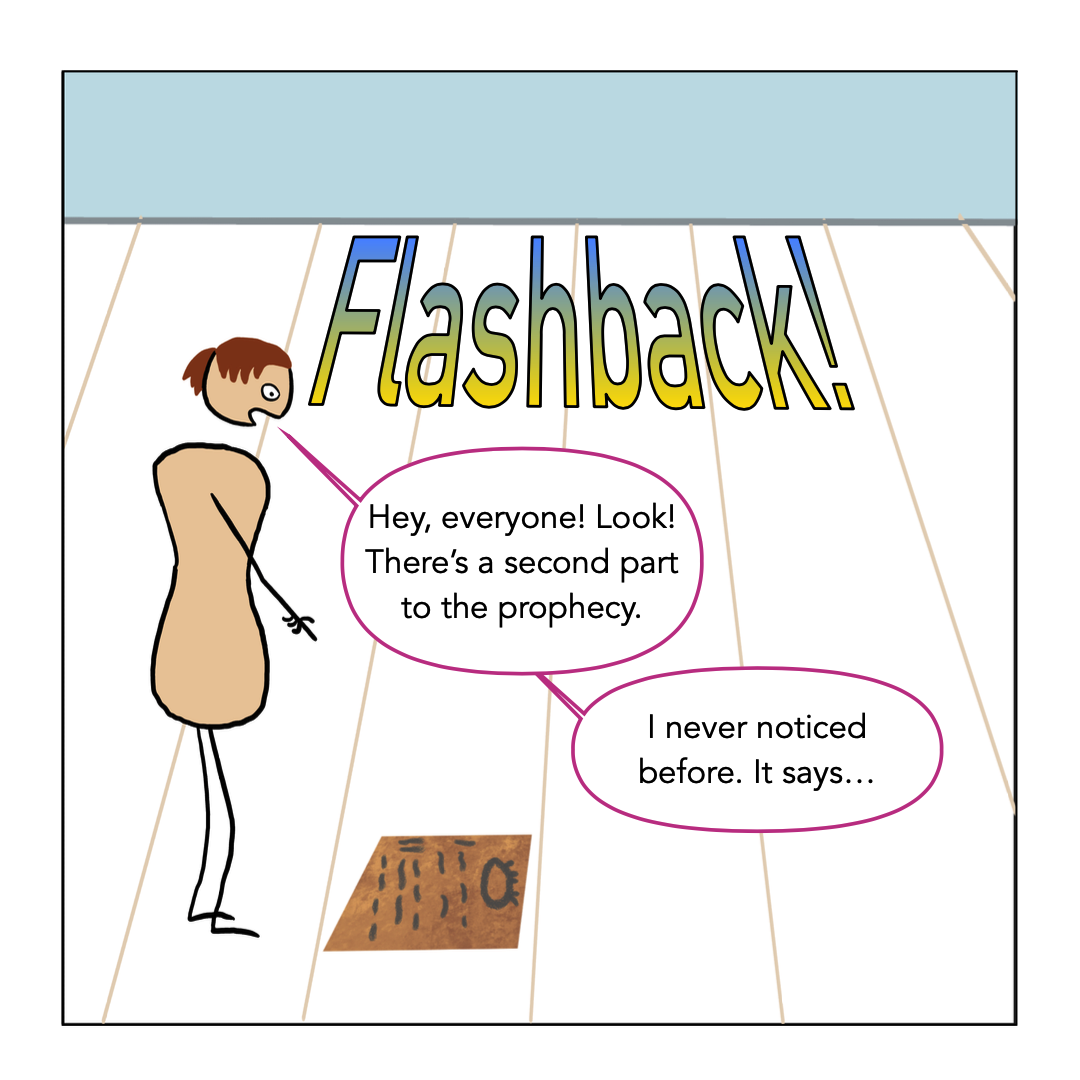 Flashback!
Hey, everyone! Look!
There’s a second part
to the prophecy.
I never noticed
before. It says…